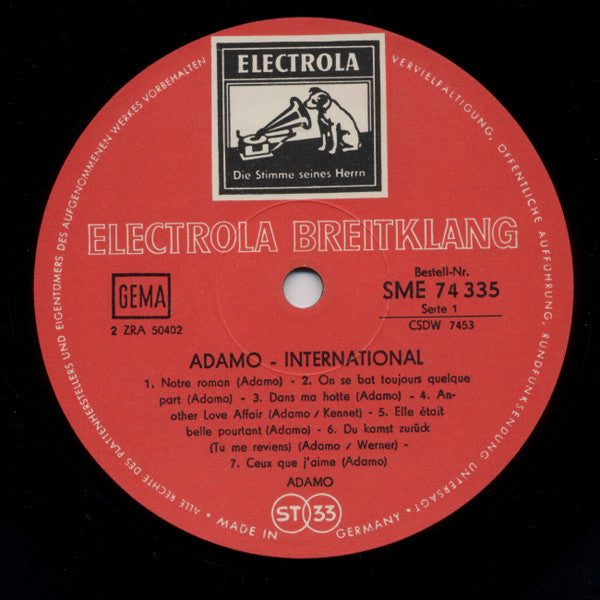 ELECTROLA
Die Stimme seines Herrn
ELECTROLA BREITKLANG
GEMA
2 ZRA 50402
Bestell-Nr.
SME 74 335
Seite 1
CSDW 7453
ADAMO - INTERNATIONAL
1. Notre roman (Adamo) - 2. On se bat toujours quelque
part (Adamo) - 3. Dans ma hotte (Adamo) - 4. An-
other Love Affair (Adamo / Kennet) - 5. Elle était
belle pourtant (Adamo) - 6. Du kamst zurück
(Tu me reviens) (Adamo / Werner) -
7. Ceux que j'aime (Adamo)
ADAMO
ST 33
• ALLE RECHTE DES PLATTENHERSTELLERS UND EIGENTÜMERS DES AUFGENOMMENEN WERKES VORBEHALTEN
VERVIELFÄLTIGUNG, ÖFFENTLICHE AUFFÜHRUNG, RUNDFUNKSENDUNG UNTERSAGT •
MADE IN GERMANY •